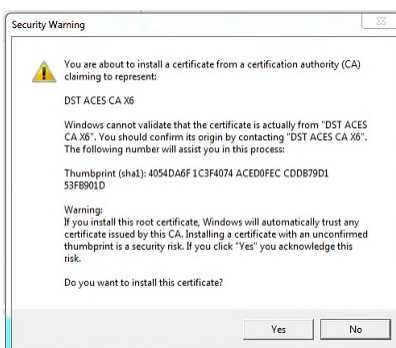 Security Warning
You are about to install a certificate from a certification authority (CA)
claiming to represent:
DST ACES CA X6
Windows cannot validate that the certificate is actually from "DST ACES
CA X6". You should confirm its origin by contacting "DST ACES CA X6".
The following number will assist you in this process:
Thumbprint (sha1): 4054DA6F 1C3F4074 ACED0FEC CDDB79D1
53FB901D
Warning:
If you install this root certificate, Windows will automatically trust any
certificate issued by this CA. Installing a certificate with an unconfirmed
thumbprint is a security risk. If you click "Yes" you acknowledge this
risk.
Do you want to install this certificate?
Yes
No